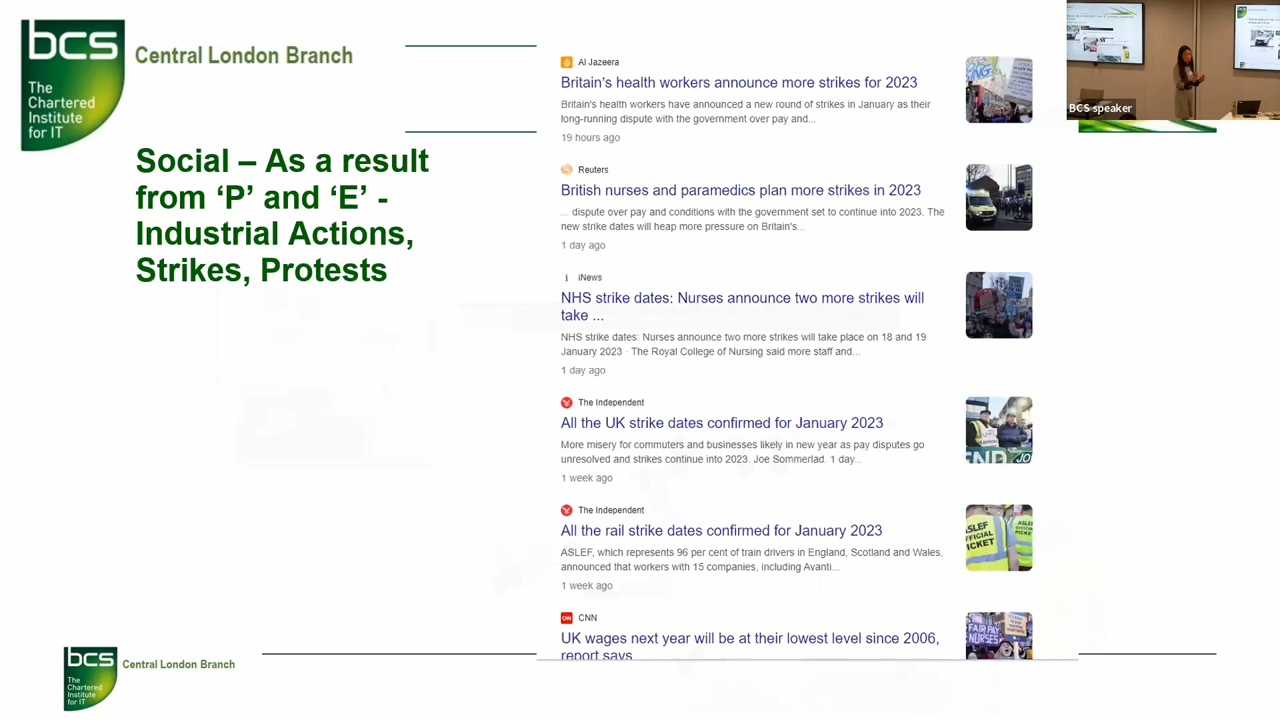 bcs
The
Chartered
Institute
for IT
Central London Branch
Social – As a result
from ‘P’ and ‘E’ -
Industrial Actions,
Strikes, Protests
Al Jazeera
Britain's health workers announce more strikes for 2023
Britain's health workers have announced a new round of strikes in January as their
long-running dispute with the government over pay and...
19 hours ago
Reuters
British nurses and paramedics plan more strikes in 2023
... dispute over pay and conditions with the government set to continue into 2023. The
new strike dates will heap more pressure on Britain's...
1 day ago
iNews
NHS strike dates: Nurses announce two more strikes will
take ...
NHS strike dates: Nurses announce two more strikes will take place on 18 and 19
January 2023 · The Royal College of Nursing said more staff and...
1 day ago
The Independent
All the UK strike dates confirmed for January 2023
More misery for commuters and businesses likely in new year as pay disputes go
unresolved and strikes continue into 2023. Joe Sommerlad. 1 day...
1 week ago
END JO
The Independent
All the rail strike dates confirmed for January 2023
ASLEF, which represents 96 per cent of train drivers in England, Scotland and Wales,
announced that workers with 15 companies, including Avanti...
1 week ago
ASLEF
OFFICIAL
PICKET
CNN
UK wages next year will be at their lowest level since 2006,
report says
FAIR PAY
NURSES
BCS speaker
bcs
The
Chartered
Institute
for IT
Central London Branch